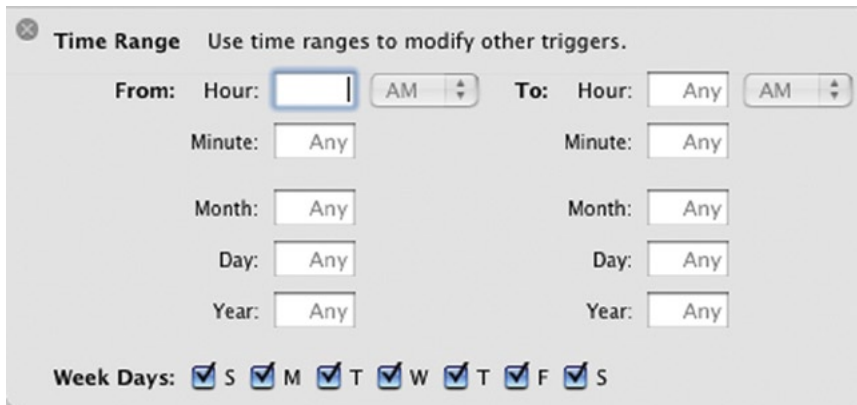 Time Range Use time ranges to modify other triggers.
From: Hour: AM To: Hour: Any AM
Minute: Any Minute: Any
Month: Any Month: Any
Day: Any Day: Any
Year: Any Year: Any
Week Days: S M T W T F S